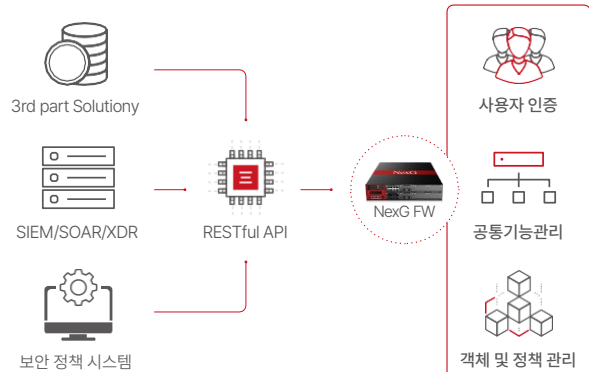 3rd part Solutiony
사용자 인증
SIEM/SOAR/XDR
RESTful API
NexG
NexG FW
공통기능관리
보안 정책 시스템
객체 및 정책 관리